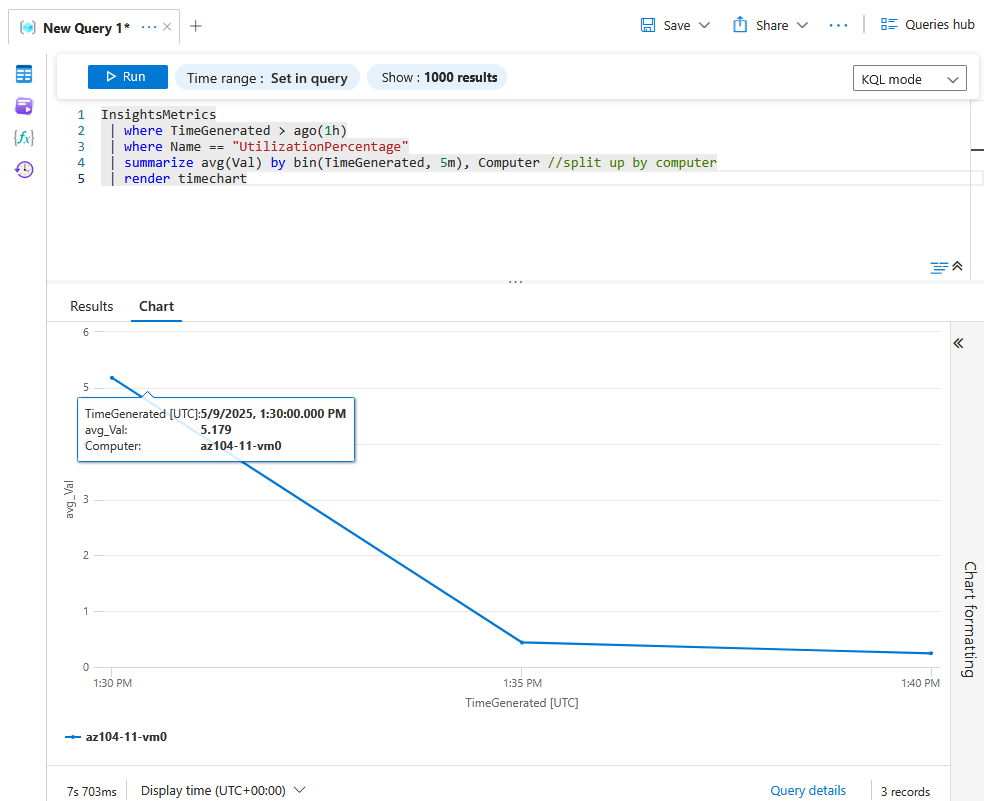 New Query 1* ···
Save
Share
···
Queries hub
Run
Time range : Set in query
Show : 1000 results
KQL mode
{fx}
1 InsightsMetrics
2 | where TimeGenerated > ago(1h)
3 | where Name == "UtilizationPercentage"
4 | summarize avg(Val) by bin(TimeGenerated, 5m), Computer //split up by computer
5 | render timechart
Results
Chart
6
5
TimeGenerated [UTC]:5/9/2025, 1:30:00.000 PM
avg_Val: 5.179
Computer: az104-11-vm0
avg_Val
3
2
1
0
1:30 PM
1:35 PM
1:40 PM
TimeGenerated [UTC]
Chart formatting
az104-11-vm0
7s 703ms
Display time (UTC+00:00)
Query details
3 records